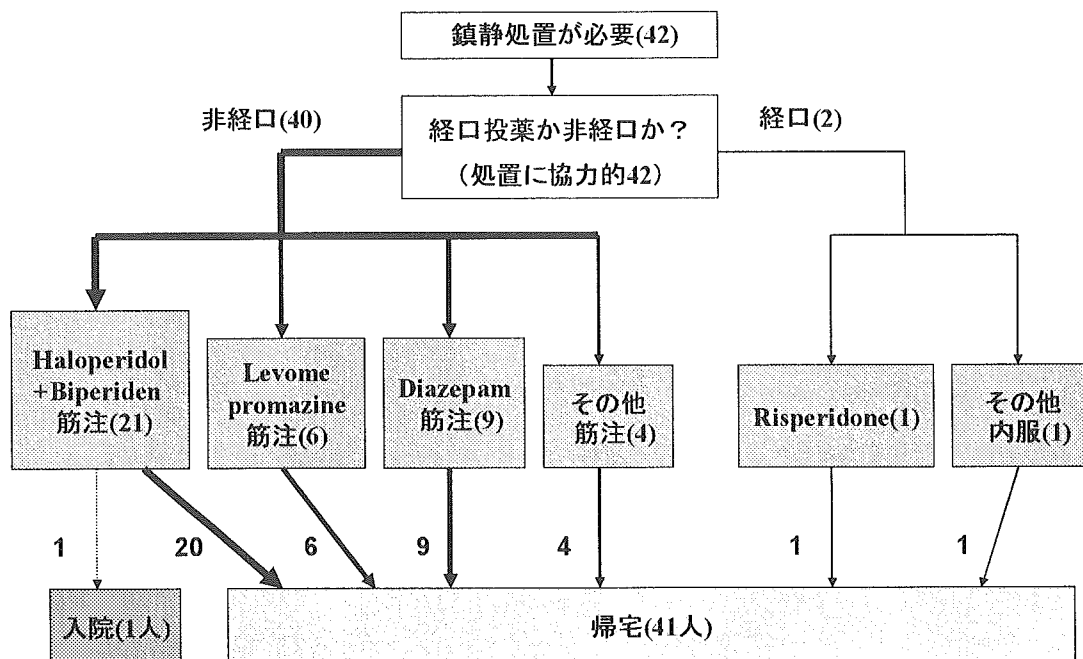 鎮静処置が必要(42)
非経口(40)
経口投薬か非経口か？
（処置に協力的42）
経口(2)
Haloperidol
+Biperiden
筋注(21)
Levome
promazine
筋注(6)
Diazepam
筋注(9)
その他
筋注(4)
Risperidone(1)
その他
内服(1)
1
20
6
9
4
1
1
入院(1人)
帰宅(41人)